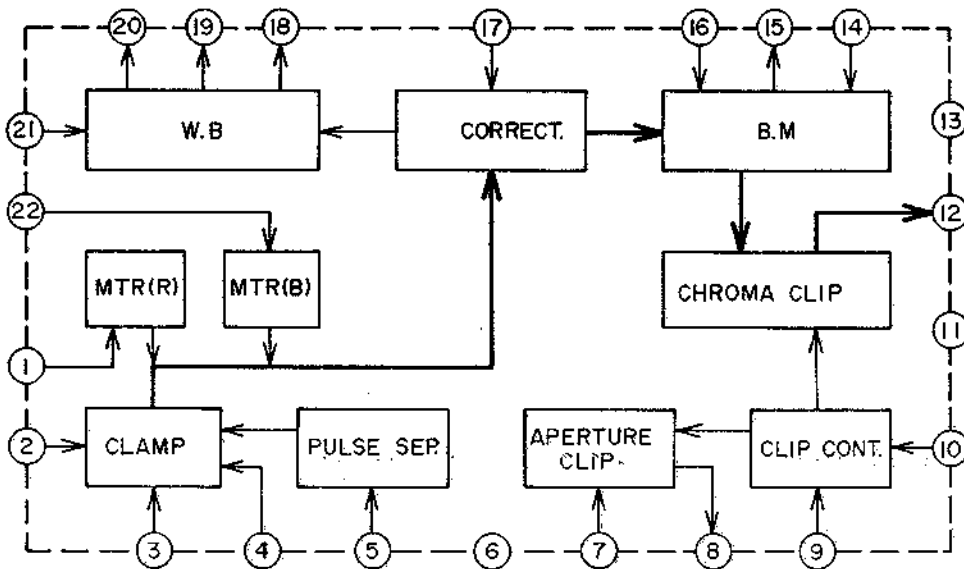 20 19 18 17 16 15 14
21 W.B CORRECT. B.M 13
22 12
MTR(R) MTR(B) CHROMA CLIP
11
1
2 CLAMP PULSE SEP. APERTURE CLIP CONT. 10
CLIP.
3 4 5 6 7 8 9